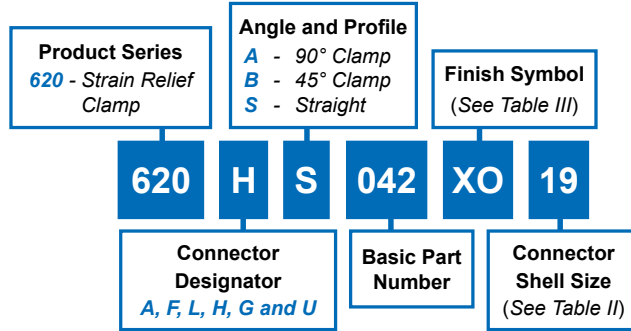 Product Series
620 - Strain Relief
Clamp
Angle and Profile
A - 90° Clamp
B - 45° Clamp
S - Straight
Finish Symbol
(See Table III)
620 H S 042 XO 19
Connector
Designator
A, F, L, H, G and U
Basic Part
Number
Connector
Shell Size
(See Table II)